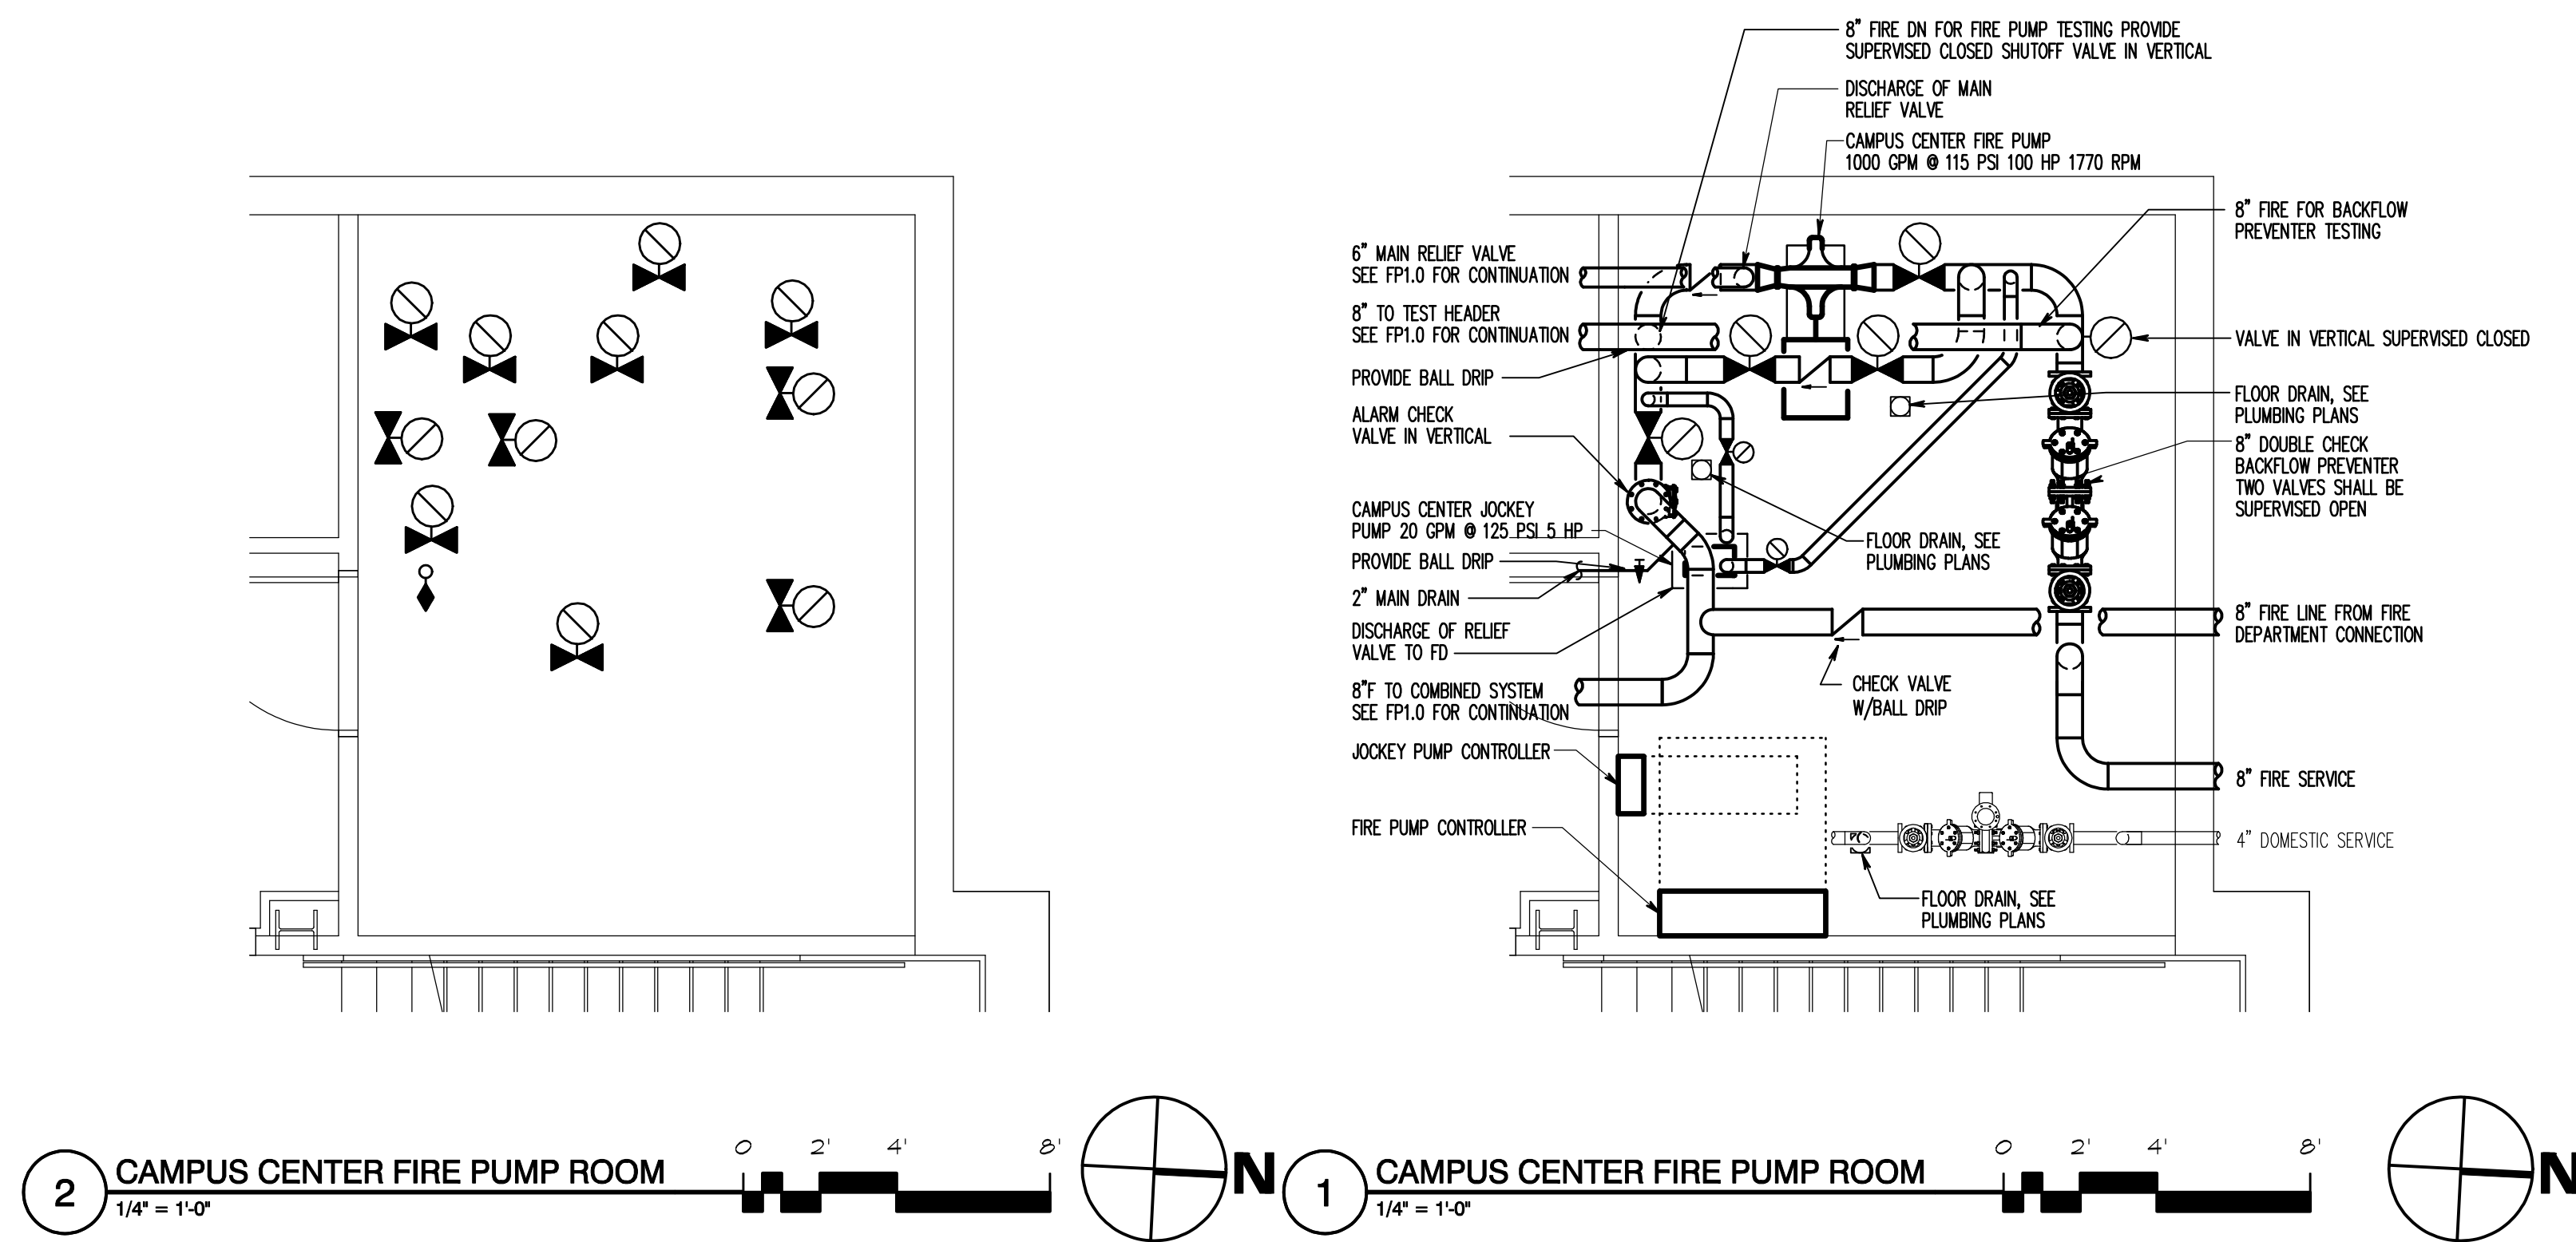 8" FIRE DN FOR FIRE PUMP TESTING PROVIDE
SUPERVISED CLOSED SHUTOFF VALVE IN VERTICAL
DISCHARGE OF MAIN
RELIEF VALVE
CAMPUS CENTER FIRE PUMP
1000 GPM @ 115 PSI 100 HP 1770 RPM
8" FIRE FOR BACKFLOW
PREVENTER TESTING
6" MAIN RELIEF VALVE
SEE FP1.0 FOR CONTINUATION
8" TO TEST HEADER
SEE FP1.0 FOR CONTINUATION
VALVE IN VERTICAL SUPERVISED CLOSED
PROVIDE BALL DRIP
FLOOR DRAIN, SEE
PLUMBING PLANS
ALARM CHECK
VALVE IN VERTICAL
8" DOUBLE CHECK
BACKFLOW PREVENTER
TWO VALVES SHALL BE
SUPERVISED OPEN
CAMPUS CENTER JOCKEY
PUMP 20 GPM @ 125 PSI 5 HP
FLOOR DRAIN, SEE
PLUMBING PLANS
PROVIDE BALL DRIP
2" MAIN DRAIN
8" FIRE LINE FROM FIRE
DEPARTMENT CONNECTION
DISCHARGE OF RELIEF
VALVE TO FD
CHECK VALVE
W/BALL DRIP
8"F TO COMBINED SYSTEM
SEE FP1.0 FOR CONTINUATION
JOCKEY PUMP CONTROLLER
8" FIRE SERVICE
FIRE PUMP CONTROLLER
4" DOMESTIC SERVICE
FLOOR DRAIN, SEE
PLUMBING PLANS
2
CAMPUS CENTER FIRE PUMP ROOM
1/4" = 1'-0"
0 2' 4' 8'
N
1
CAMPUS CENTER FIRE PUMP ROOM
1/4" = 1'-0"
0 2' 4' 8'
N